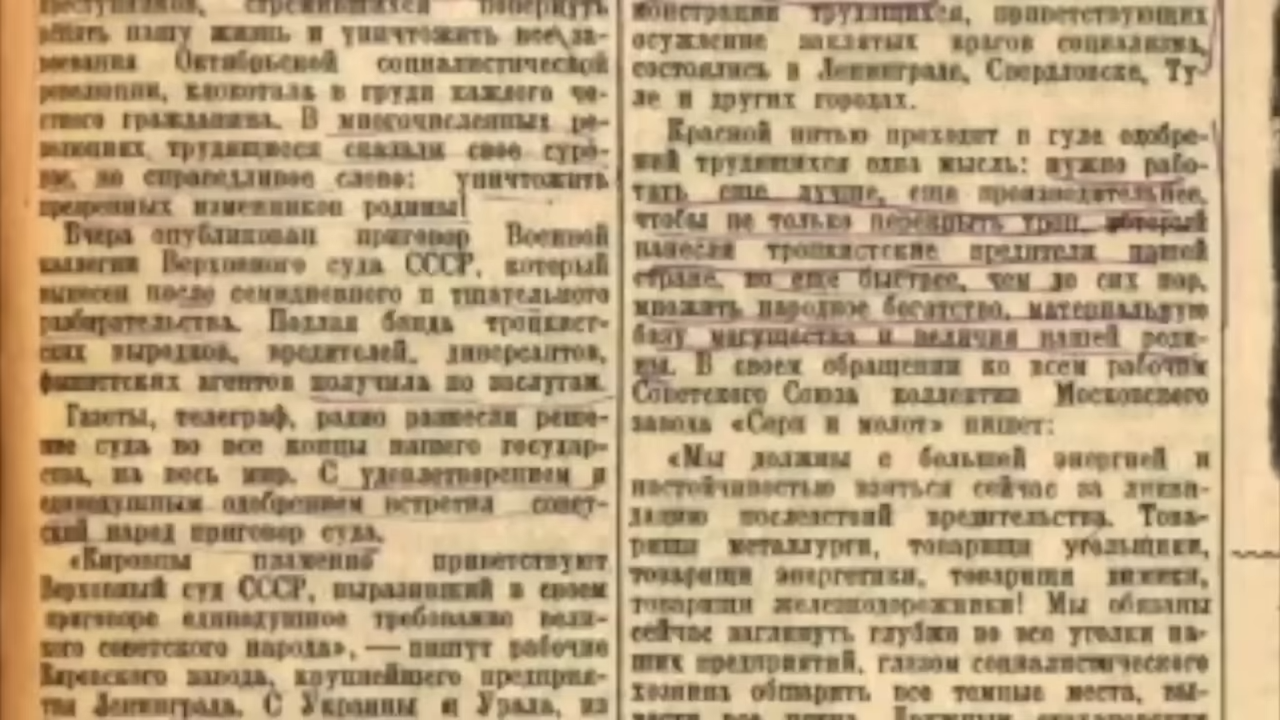 преступников, стремившихся повернуть
вспять нашу жизнь и уничтожить все за-
воевания Октябрьской социалистической
революции, клокотала в груди каждого че-
стного гражданина. В многочисленных ре-
золюциях трудящиеся сказали свое суро-
вое, но справедливое слово: уничтожить
презренных изменников родины!
Вчера опубликован приговор Военной
коллегии Верховного суда СССР, который
вынесен после семидневного и тщательного
разбирательства. Подлая банда троцкист-
ских выродков, вредителей, диверсантов,
фашистских агентов получила по заслугам.
Газеты, телеграф, радио разнесли реше-
ние суда во все концы нашего государ-
ства, на весь мир. С удовлетворением и
единодушным одобрением встретил совет-
ский народ приговор суда.
«Кировцы пламенно приветствуют
Верховный суд СССР, выразивший в своем
приговоре единодушное требование вели-
кого советского народа», — пишут рабочие
Кировского завода, крупнейшего предприя-
тия Ленинграда. С Украины и Урала, из
монстрации трудящихся, приветствующих
осуждение заклятых врагов социализма,
состоялись в Ленинграде, Свердловске, Ту-
ле и других городах.
Красной нитью проходит в гуле одобре-
ний трудящихся одна мысль: нужно рабо-
тать еще лучше, еще производительнее,
чтобы не только перекрыть урон, который
нанесли троцкистские вредители нашей
стране, но еще быстрее, чем до сих пор,
множить народное богатство, материальную
базу могущества и величия нашей роди-
ны. В своем обращении ко всем рабочим
Советского Союза коллектив Московского
завода «Серп и молот» пишет:
«Мы должны с большей энергией и
настойчивостью взяться сейчас за ликви-
дацию последствий вредительства. Това-
рищи металлурги, товарищи угольщики,
товарищи энергетики, товарищи химики,
товарищи железнодорожники! Мы обязаны
сейчас заглянуть глубже во все уголки на-
ших предприятий, глазом социалистического
хозяина обшарить все темные места, вы-